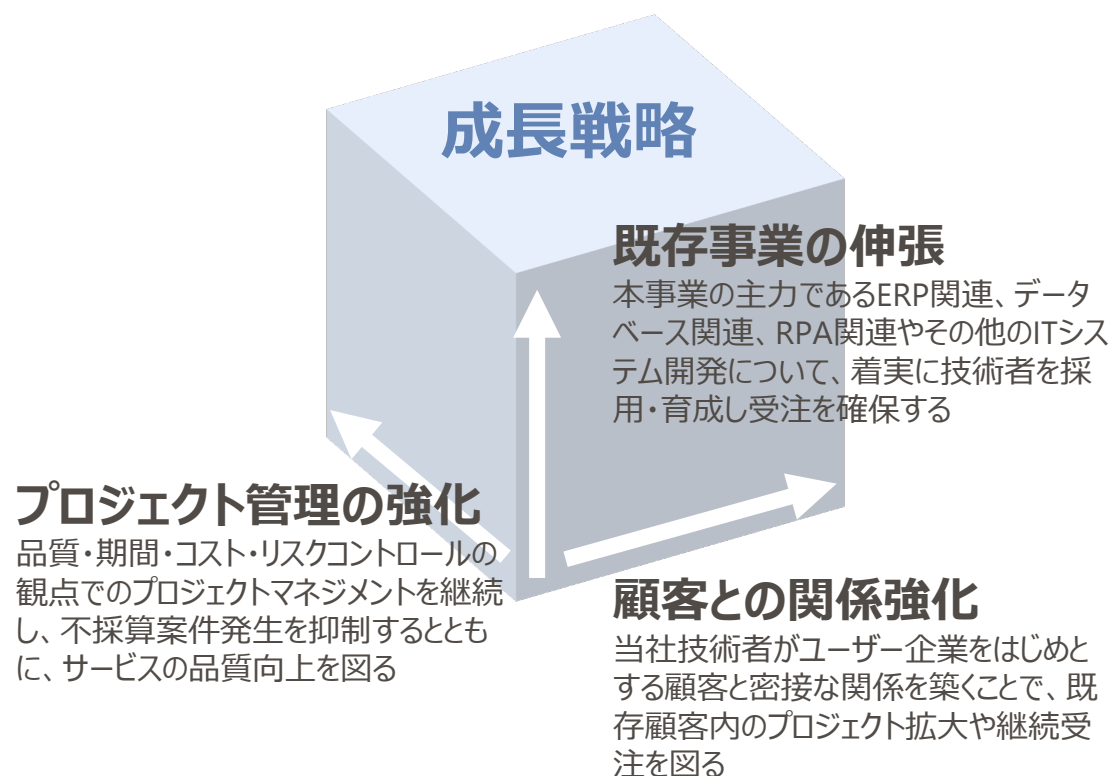 成長戦略
既存事業の伸張
本事業の主力であるERP関連、データ
ベース関連、RPA関連やその他のITシス
テム開発について、着実に技術者を採
用・育成し受注を確保する
プロジェクト管理の強化
品質・期間・コスト・リスクコントロールの
観点でのプロジェクトマネジメントを継続
し、不採算案件発生を抑制するととも
に、サービスの品質向上を図る
顧客との関係強化
当社技術者がユーザー企業をはじめと
する顧客と密接な関係を築くことで、既
存顧客内のプロジェクト拡大や継続受
注を図る